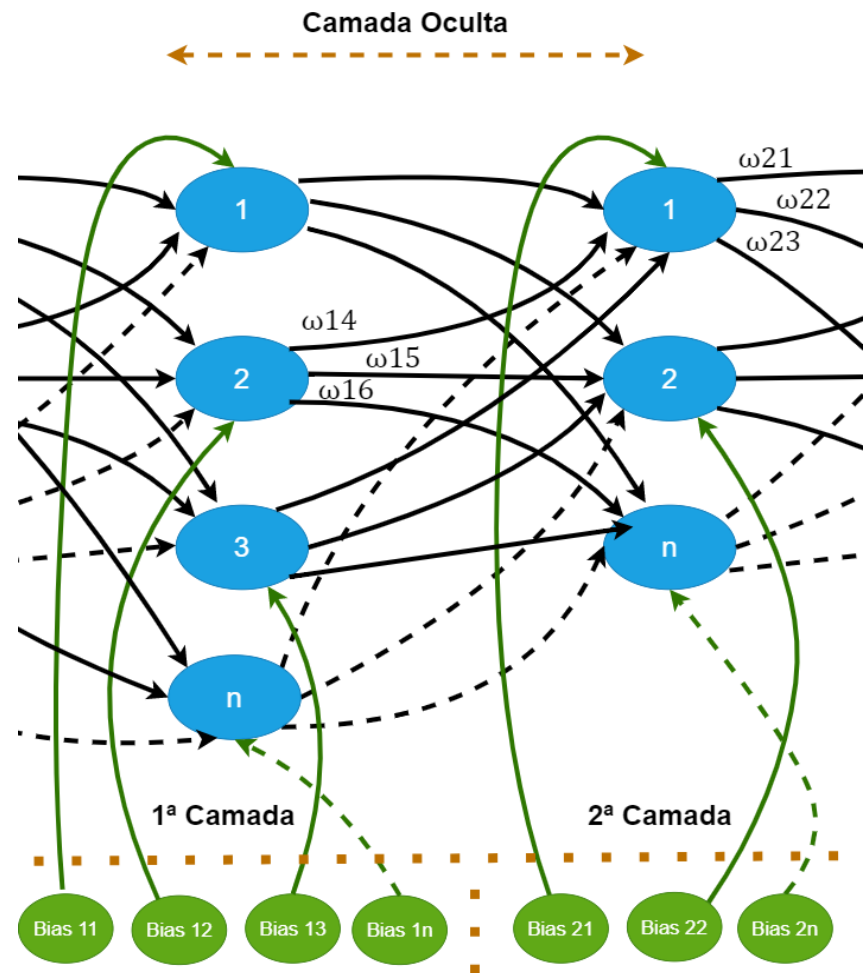 Camada Oculta
ω21
1
1
ω22
ω23
ω14
ω15
2
2
ω16
3
n
n
1ª Camada
2ª Camada
Bias 11
Bias 12
Bias 13
Bias 1n
Bias 21
Bias 22
Bias 2n